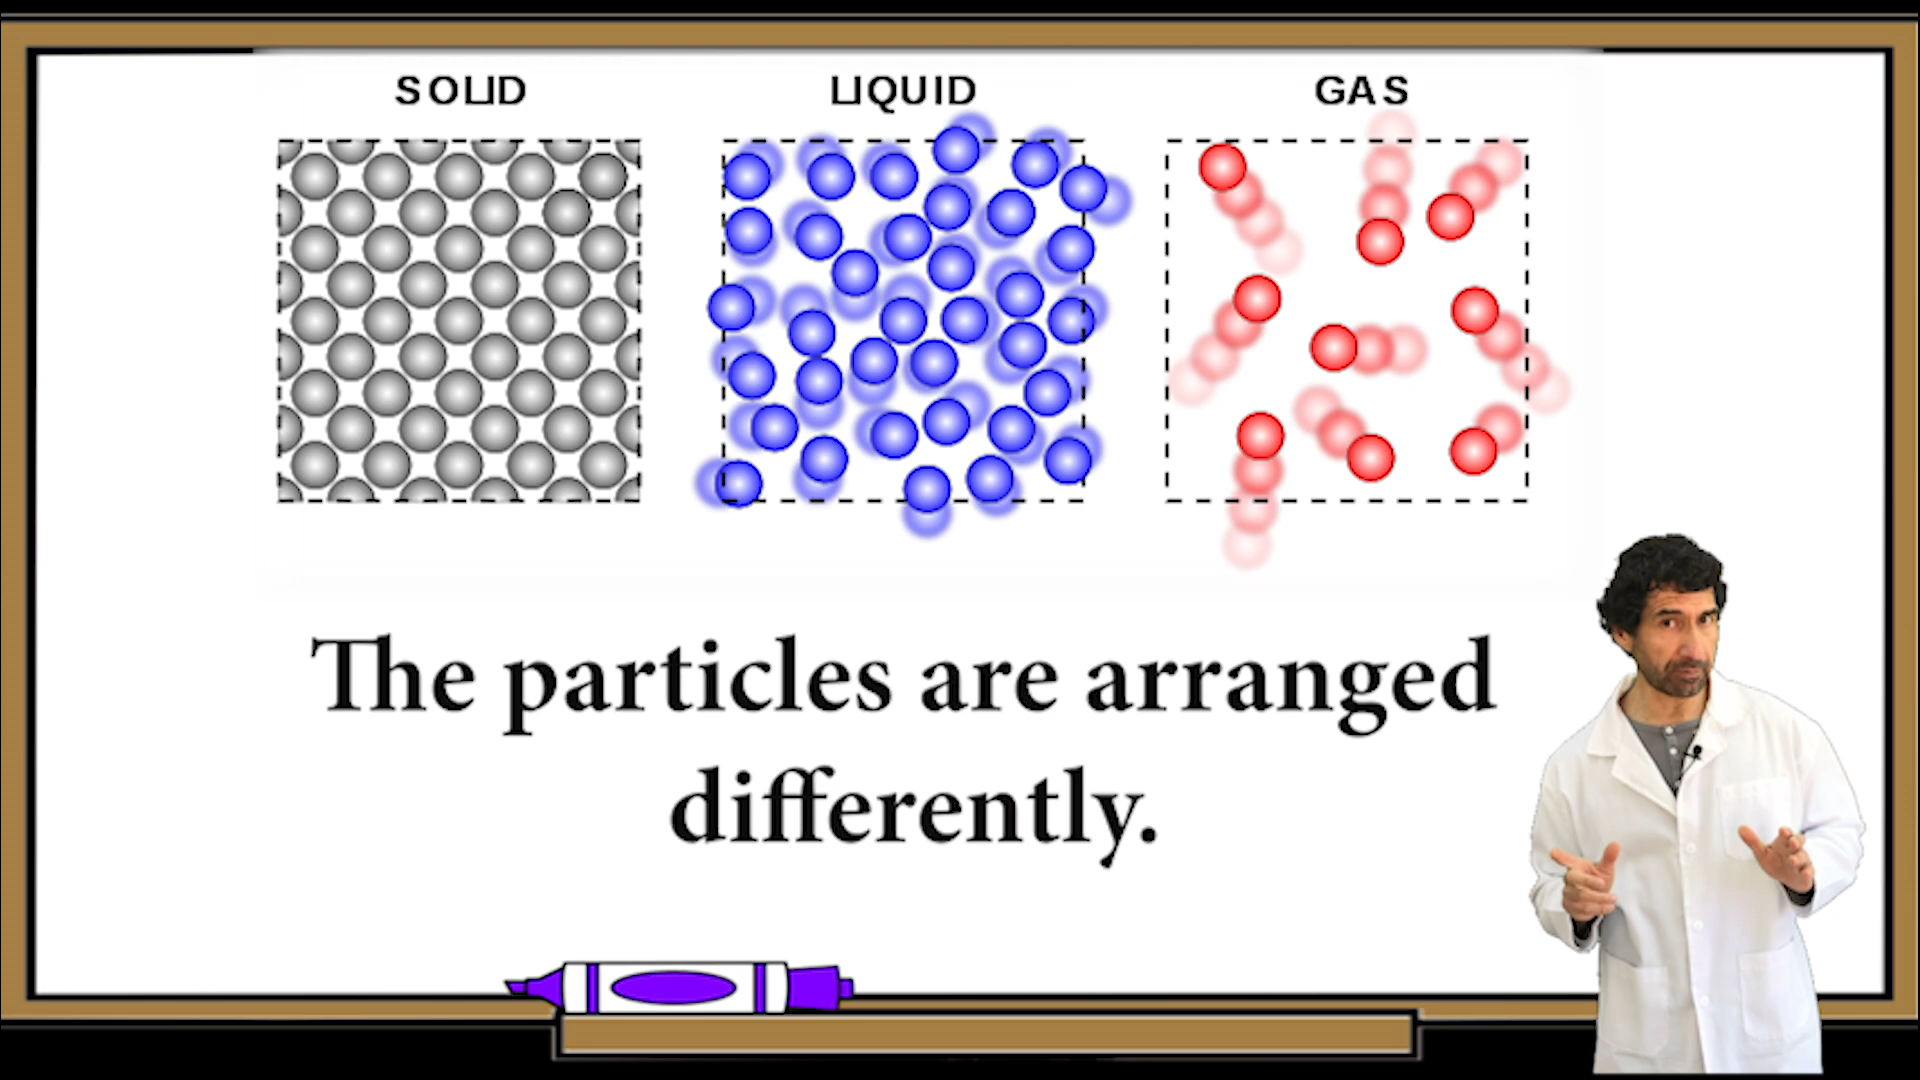 SOLID LIQUID GAS
The particles are arranged
differently.